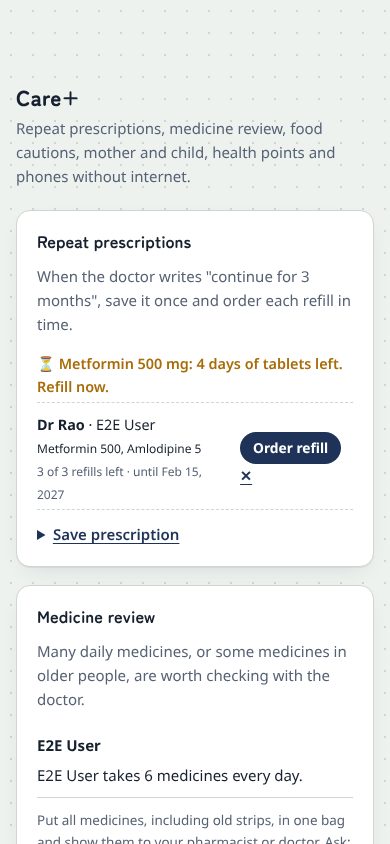 Care+
Repeat prescriptions, medicine review, food
cautions, mother and child, health points and
phones without internet.
Repeat prescriptions
When the doctor writes "continue for 3
months", save it once and order each refill in
time.
⏳ Metformin 500 mg: 4 days of tablets left.
Refill now.
Dr Rao · E2E User
Metformin 500, Amlodipine 5
3 of 3 refills left · until Feb 15,
2027
Order refill
✕
▶ Save prescription
Medicine review
Many daily medicines, or some medicines in
older people, are worth checking with the
doctor.
E2E User
E2E User takes 6 medicines every day.
Put all medicines, including old strips, in one bag
and show them to your pharmacist or doctor. Ask: